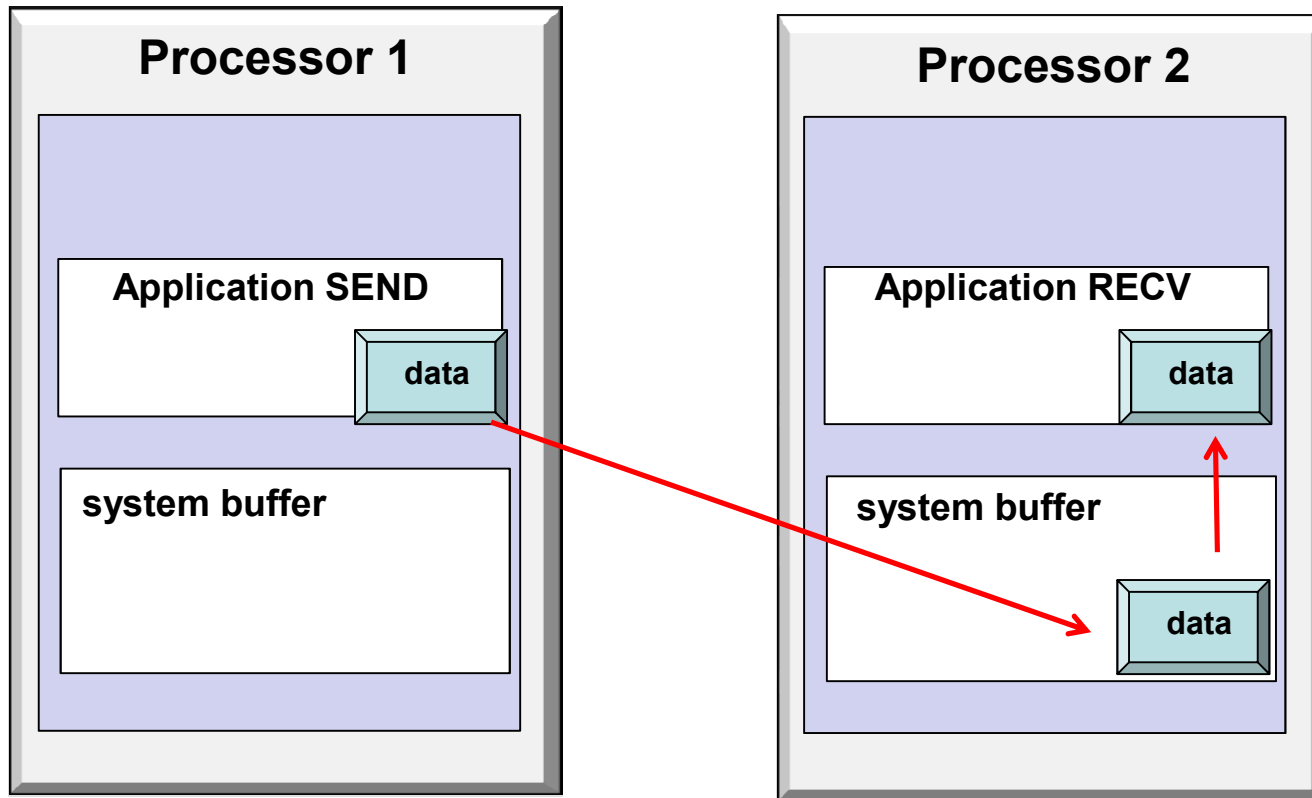 Processor 1
Application SEND
data
system buffer
Processor 2
Application RECV
data
system buffer
data